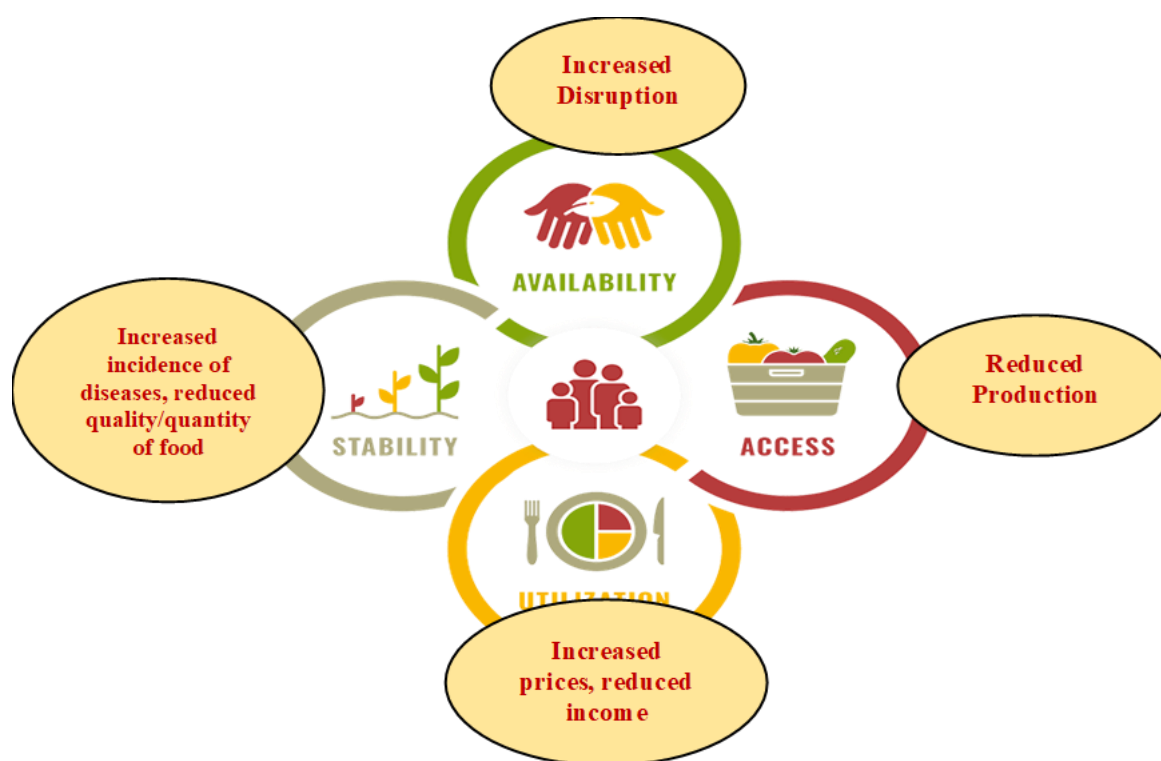 Increased
Disruption
AVAILABILITY
Increased
incidence of
diseases, reduced
quality/quantity
of food
STABILITY
ACCESS
Reduced
Production
UTILIZATION
Increased
prices, reduced
income